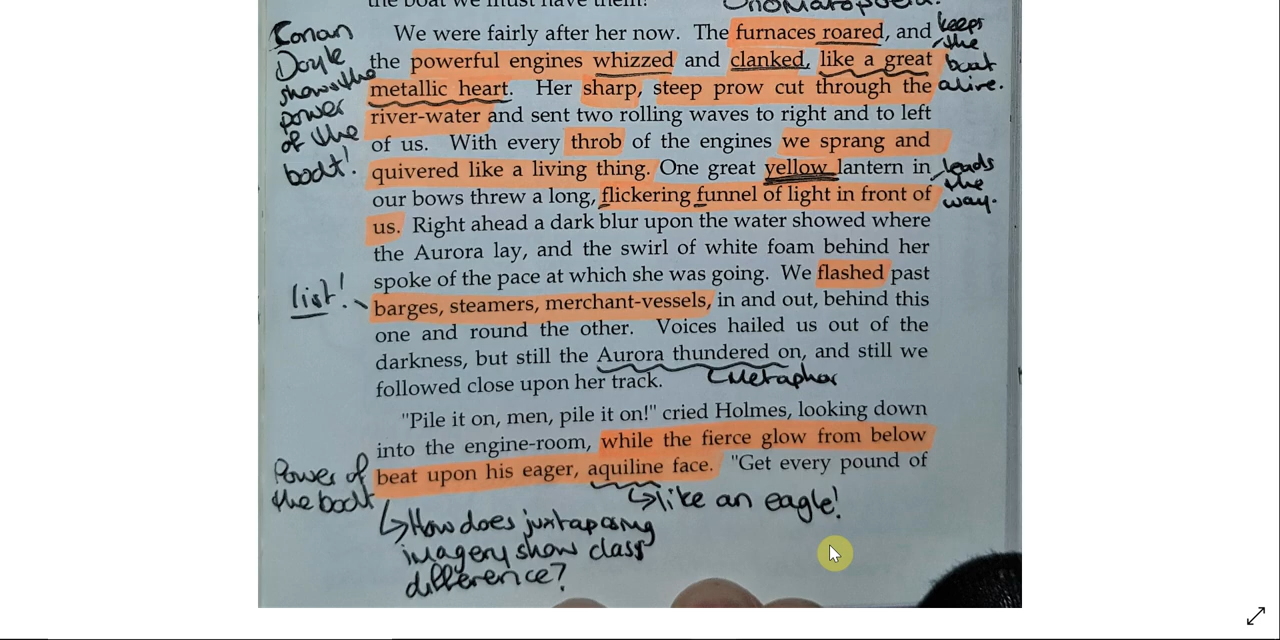 the boat we must have them!"
Onomatopoeia!
Conan
Doyle
shows the
power
of the
boat!
We were fairly after her now. The furnaces roared, and
the powerful engines whizzed and clanked, like a great
metallic heart. Her sharp, steep prow cut through the
river-water and sent two rolling waves to right and to left
of us. With every throb of the engines we sprang and
quivered like a living thing. One great yellow lantern in
our bows threw a long, flickering funnel of light in front of
us. Right ahead a dark blur upon the water showed where
the Aurora lay, and the swirl of white foam behind her
spoke of the pace at which she was going. We flashed past
barges, steamers, merchant-vessels, in and out, behind this
one and round the other. Voices hailed us out of the
darkness, but still the Aurora thundered on, and still we
followed close upon her track.
keeps
the
boat
alive.
leads
the
way.
list!
Metaphor
"Pile it on, men, pile it on!" cried Holmes, looking down
into the engine-room, while the fierce glow from below
beat upon his eager, aquiline face. "Get every pound of
Power of
the boat
like an eagle!
How does juxtaposing
imagery show class
difference?